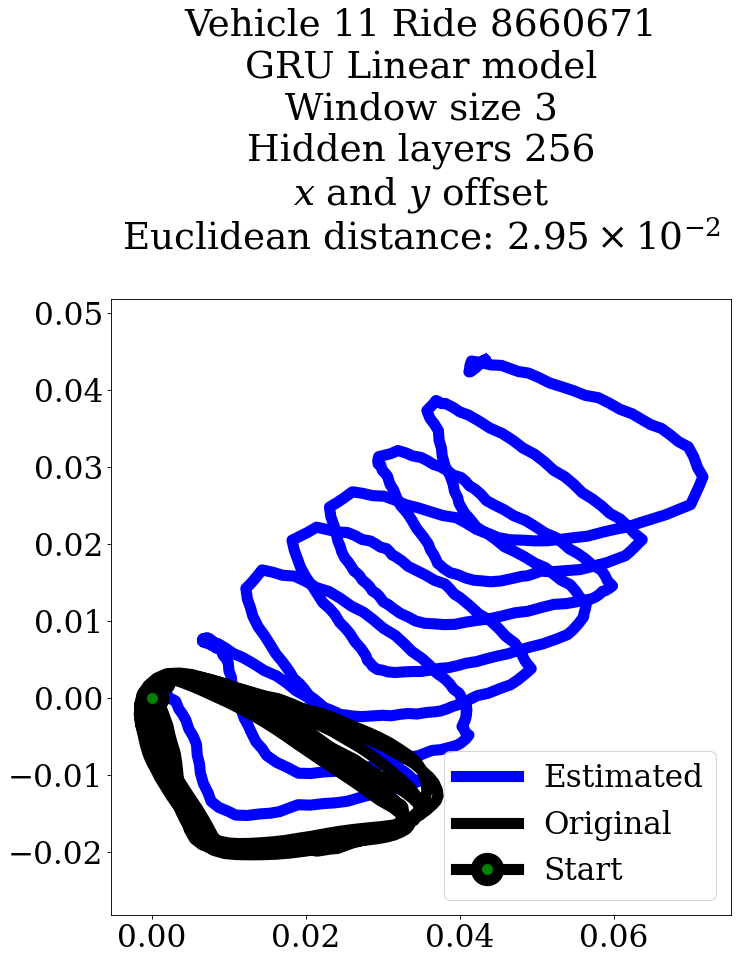 Vehicle 11 Ride 8660671
GRU Linear model
Window size 3
Hidden layers 256
x and y offset
Euclidean distance: 2.95 × 10⁻²
0.05
0.04
0.03
0.02
0.01
0.00
−0.01
−0.02
Estimated
Original
Start
0.00 0.02 0.04 0.06